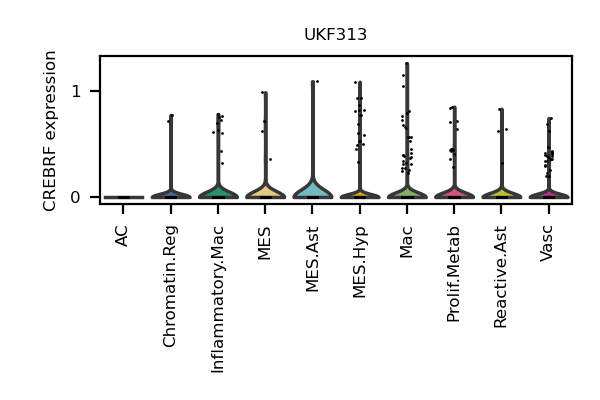 UKF313
CREBRF expression
1
0
AC
Chromatin.Reg
Inflammatory.Mac
MES
MES.Ast
MES.Hyp
Mac
Prolif.Metab
Reactive.Ast
Vasc